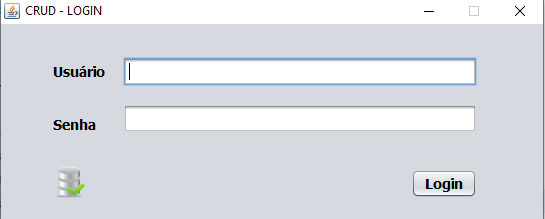 CRUD - LOGIN
Usuário
Senha
Login